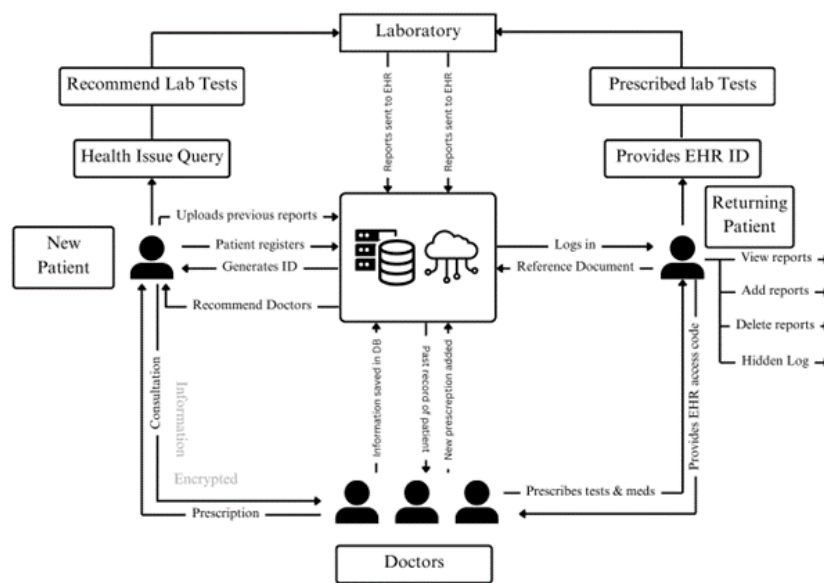 Laboratory
Recommend Lab Tests
Prescribed lab Tests
Reports sent to EHR
Reports sent to EHR
Health Issue Query
Provides EHR ID
Uploads previous reports
Returning
Patient
New
Patient
Patient registers
Logs in
View reports
Generates ID
Reference Document
Add reports
Recommend Doctors
Delete reports
Hidden Log
Consultation
Information
Encrypted
Information saved in DB
Past record of patient
New prescreption added
Provides EHR access code
Prescribes tests & meds
Prescription
Doctors